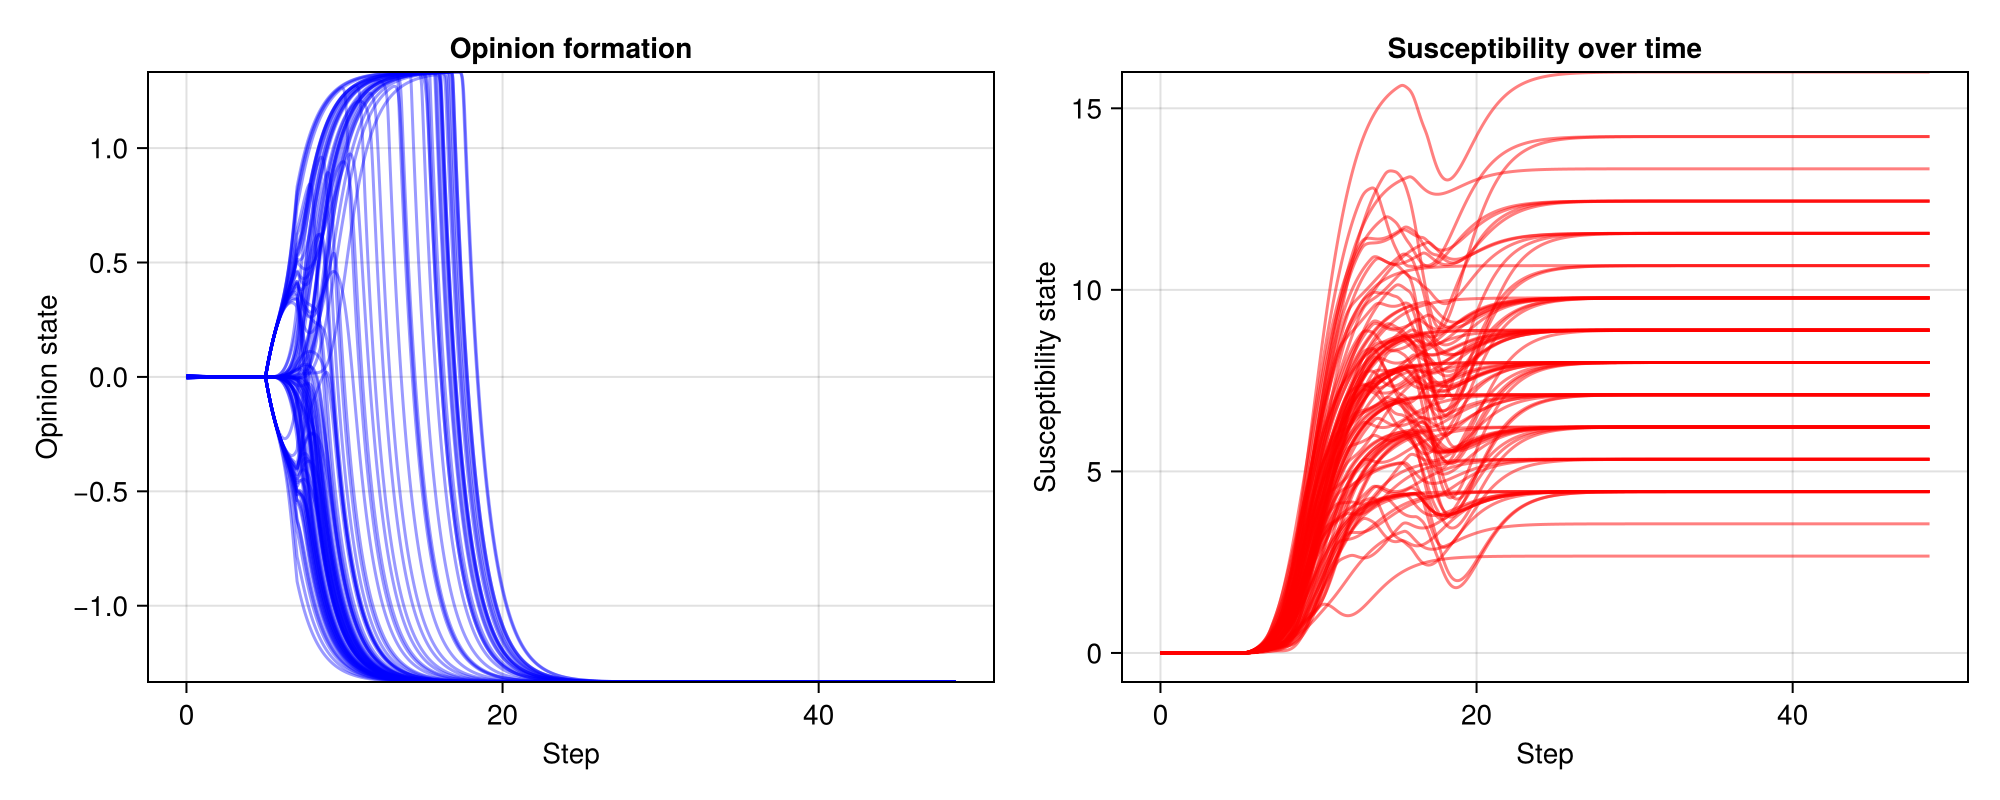 Opinion formation
Opinion state
1.0
0.5
0.0
−0.5
−1.0
0
20
40
Step
Susceptibility over time
Susceptibility state
15
10
5
0
0
20
40
Step